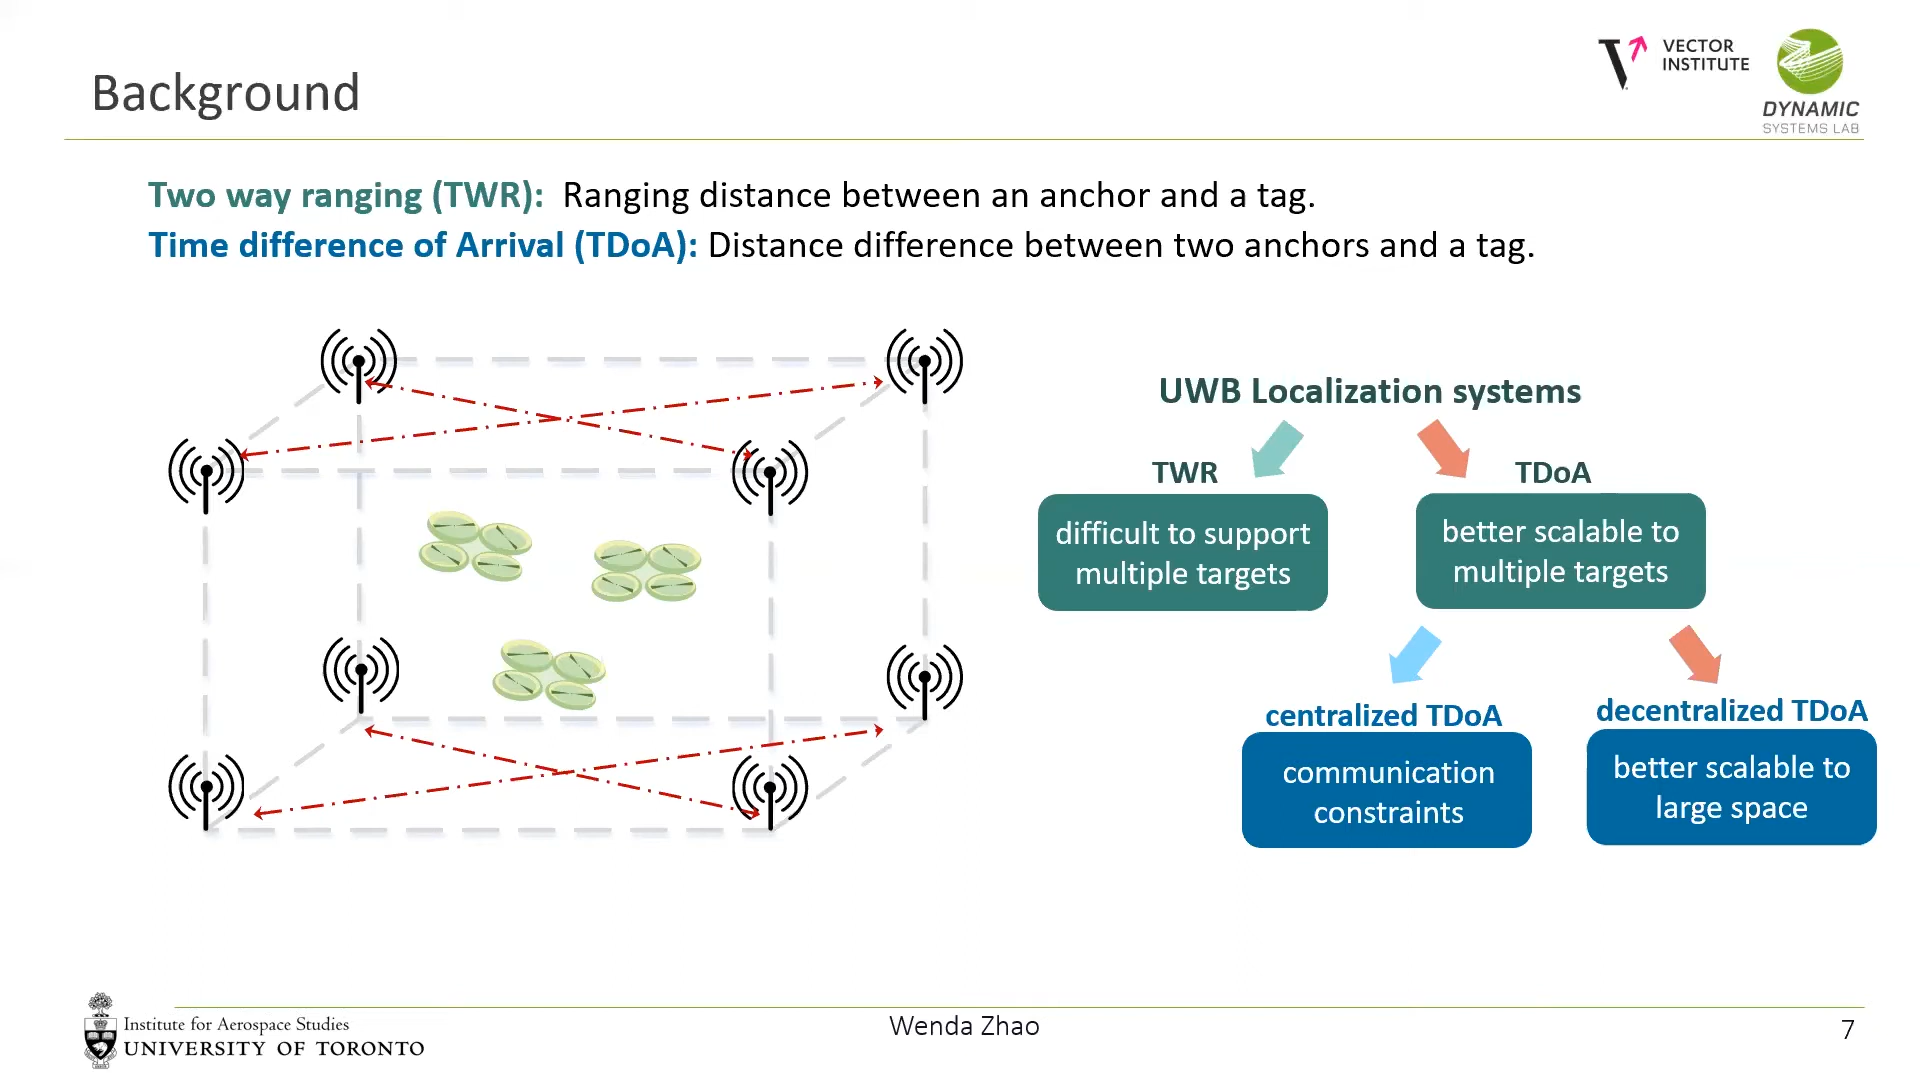 Background
VECTOR
INSTITUTE
DYNAMIC
SYSTEMS LAB
Two way ranging (TWR): Ranging distance between an anchor and a tag.
Time difference of Arrival (TDoA): Distance difference between two anchors and a tag.
UWB Localization systems
TWR
TDoA
difficult to support
multiple targets
better scalable to
multiple targets
centralized TDoA
decentralized TDoA
communication
constraints
better scalable to
large space
Institute for Aerospace Studies
UNIVERSITY OF TORONTO
Wenda Zhao
7